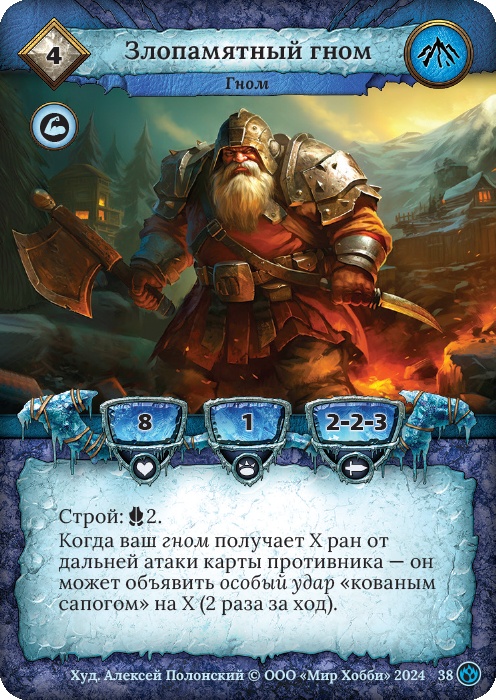 4
Злопамятный гном
Гном
8
1
2-2-3
Строй: 2.
Когда ваш гном получает X ран от
дальней атаки карты противника — он
может объявить особый удар «кованым
сапогом» на X (2 раза за ход).
Худ. Алексей Полонский © ООО «Мир Хобби» 2024 38